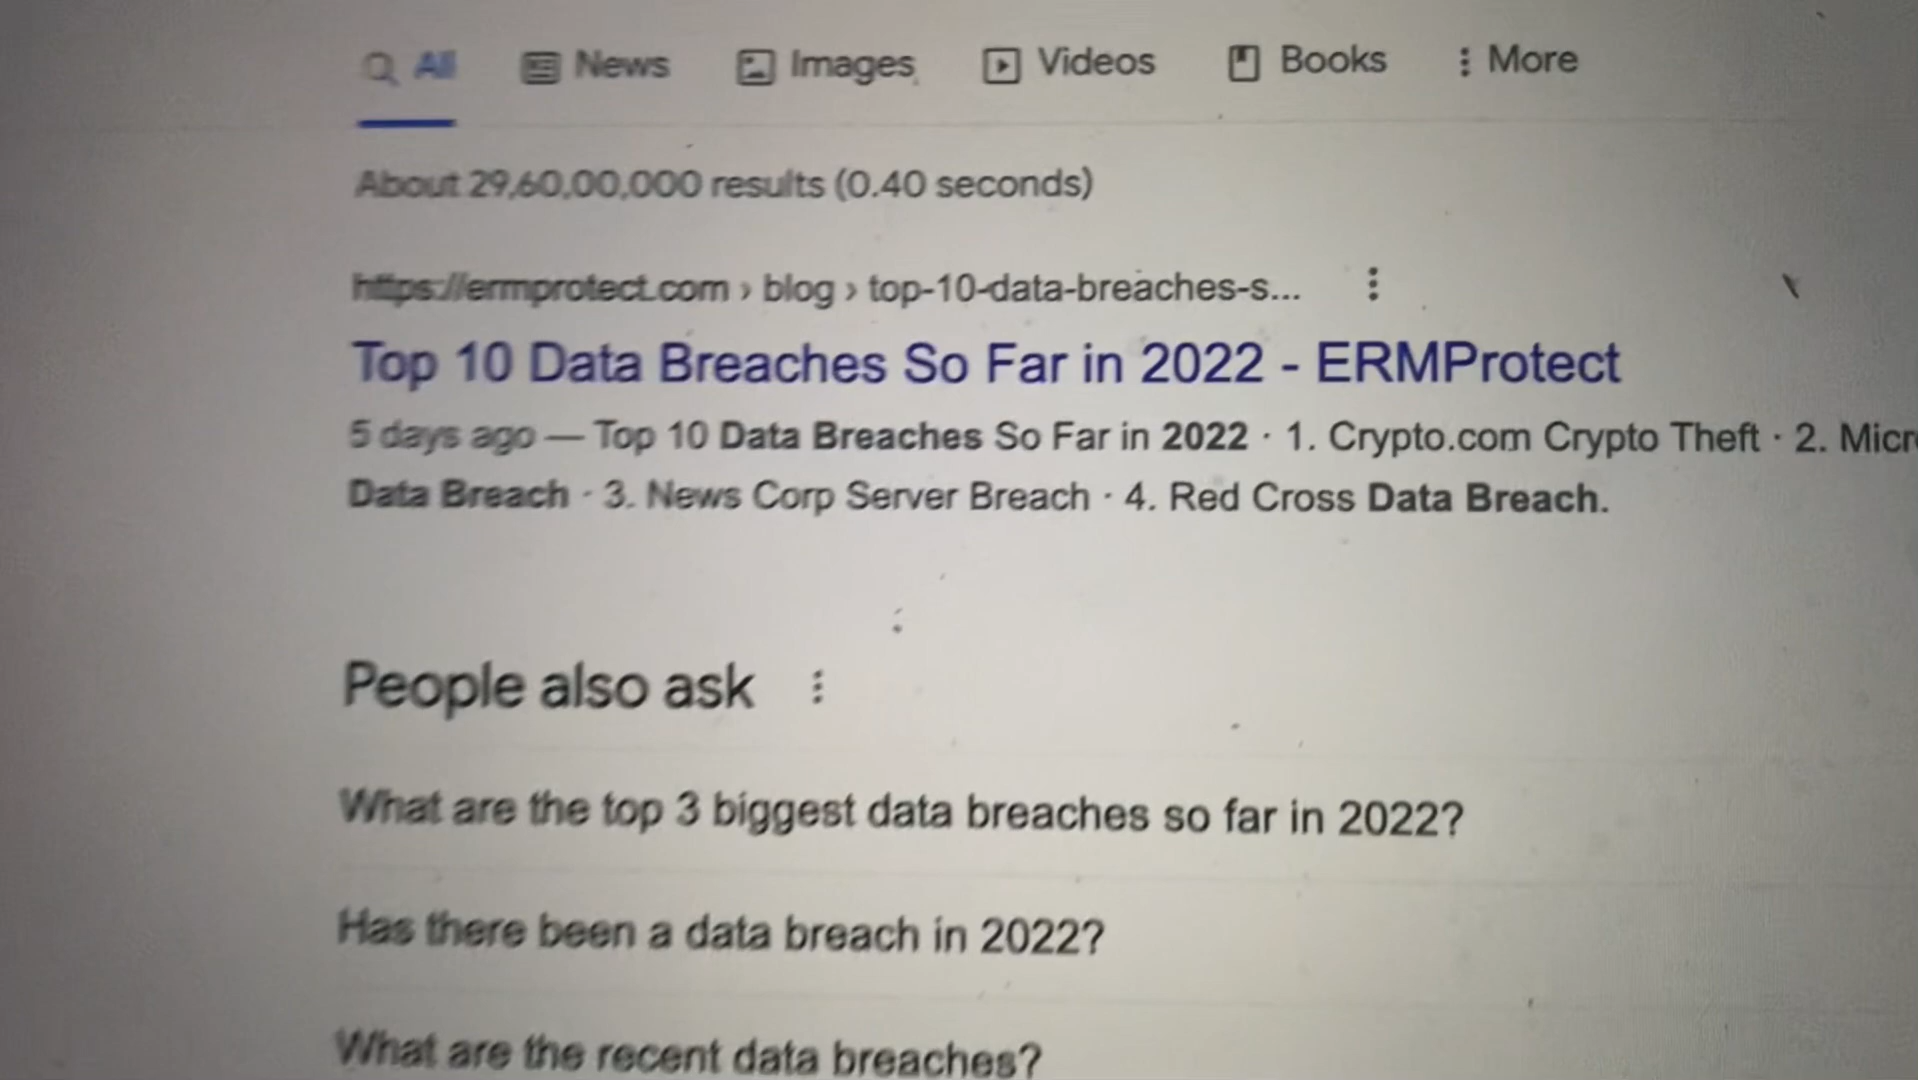 All News Images Videos Books More
About 29,60,00,000 results (0.40 seconds)
https://ermprotect.com › blog › top-10-data-breaches-s...
Top 10 Data Breaches So Far in 2022 - ERMProtect
5 days ago — Top 10 Data Breaches So Far in 2022 · 1. Crypto.com Crypto Theft · 2. Micr
Data Breach · 3. News Corp Server Breach · 4. Red Cross Data Breach.
People also ask
What are the top 3 biggest data breaches so far in 2022?
Has there been a data breach in 2022?
What are the recent data breaches?